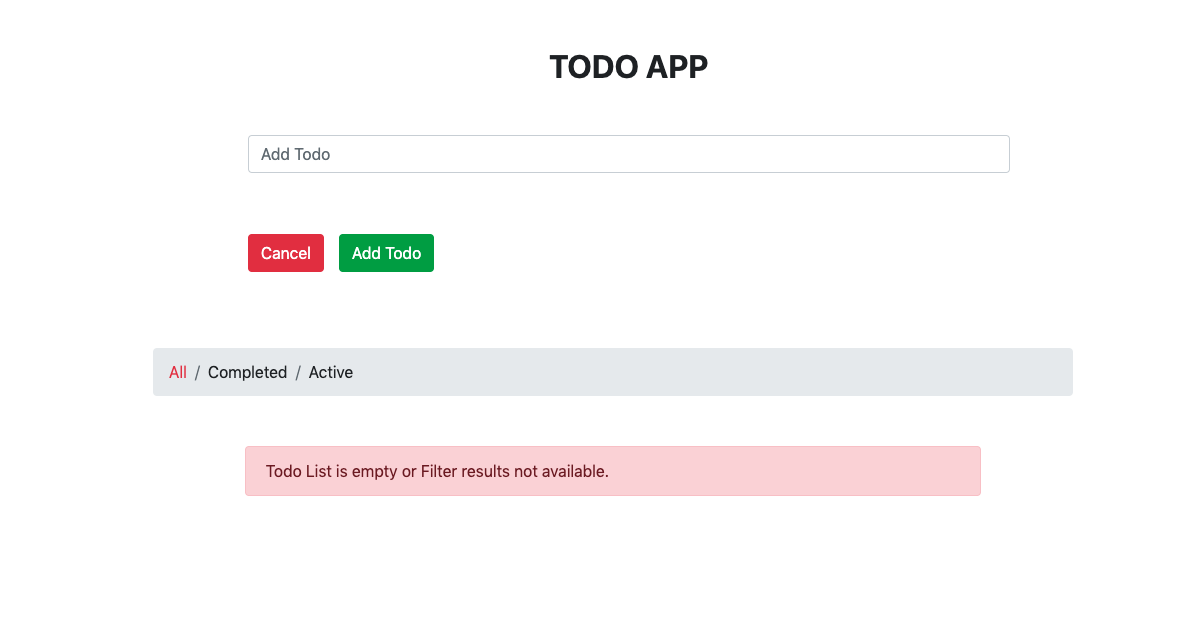 TODO APP
Add Todo
Cancel Add Todo
All / Completed / Active
Todo List is empty or Filter results not available.